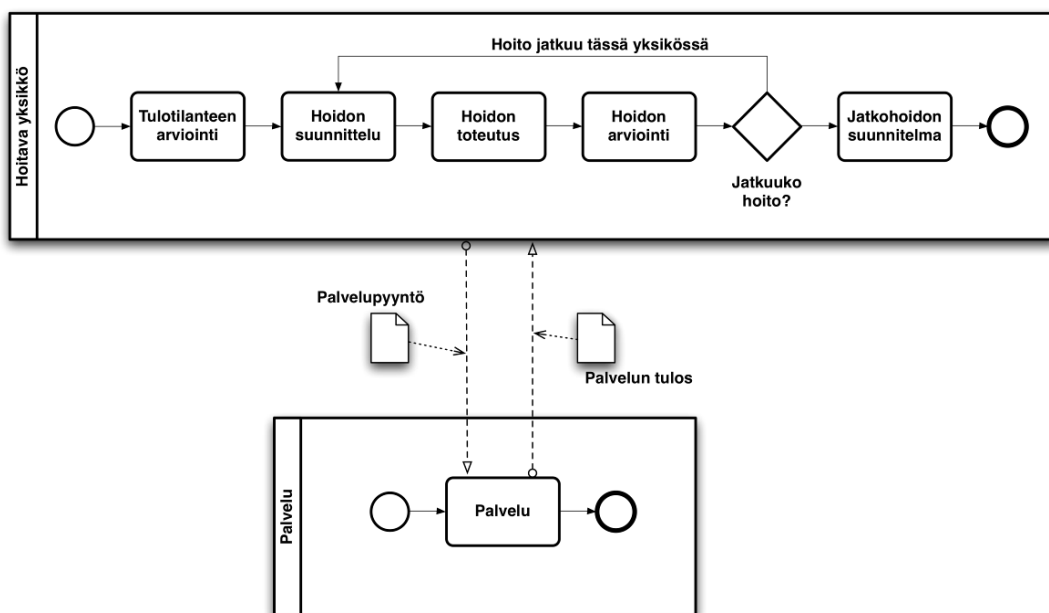 Hoitava yksikkö
Hoito jatkuu tässä yksikössä
Tulotilanteen
arviointi
Hoidon
suunnittelu
Hoidon
toteutus
Hoidon
arviointi
Jatkuuko
hoito?
Jatkohoidon
suunnitelma
Palvelupyyntö
Palvelun tulos
Palvelu
Palvelu